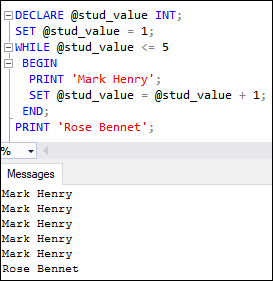 DECLARE @stud_value INT;
SET @stud_value = 1;
WHILE @stud_value <= 5
BEGIN
PRINT 'Mark Henry';
SET @stud_value = @stud_value + 1;
END;
PRINT 'Rose Bennet';
%
Messages
Mark Henry
Mark Henry
Mark Henry
Mark Henry
Mark Henry
Rose Bennet